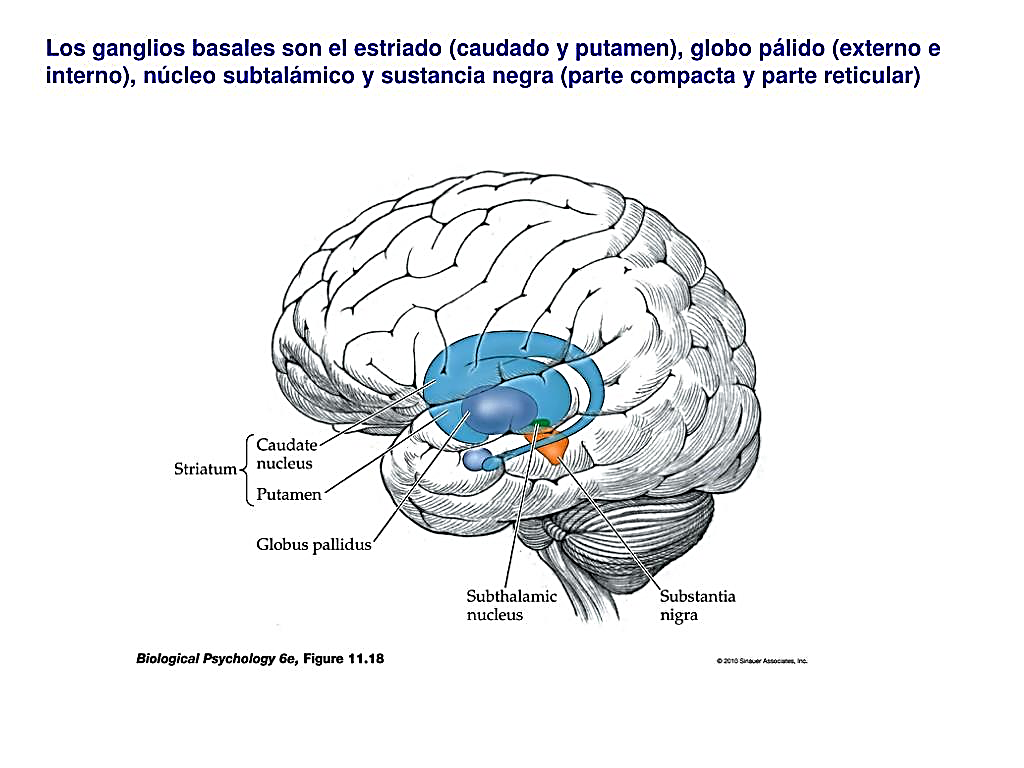 Los ganglios basales son el estriado (caudado y putamen), globo pálido (externo e
interno), núcleo subtalámico y sustancia negra (parte compacta y parte reticular)
Caudate
nucleus
Striatum
Putamen
Globus pallidus
Subthalamic
nucleus
Substantia
nigra
Biological Psychology 6e, Figure 11.18
© 2010 Sinauer Associates, Inc.